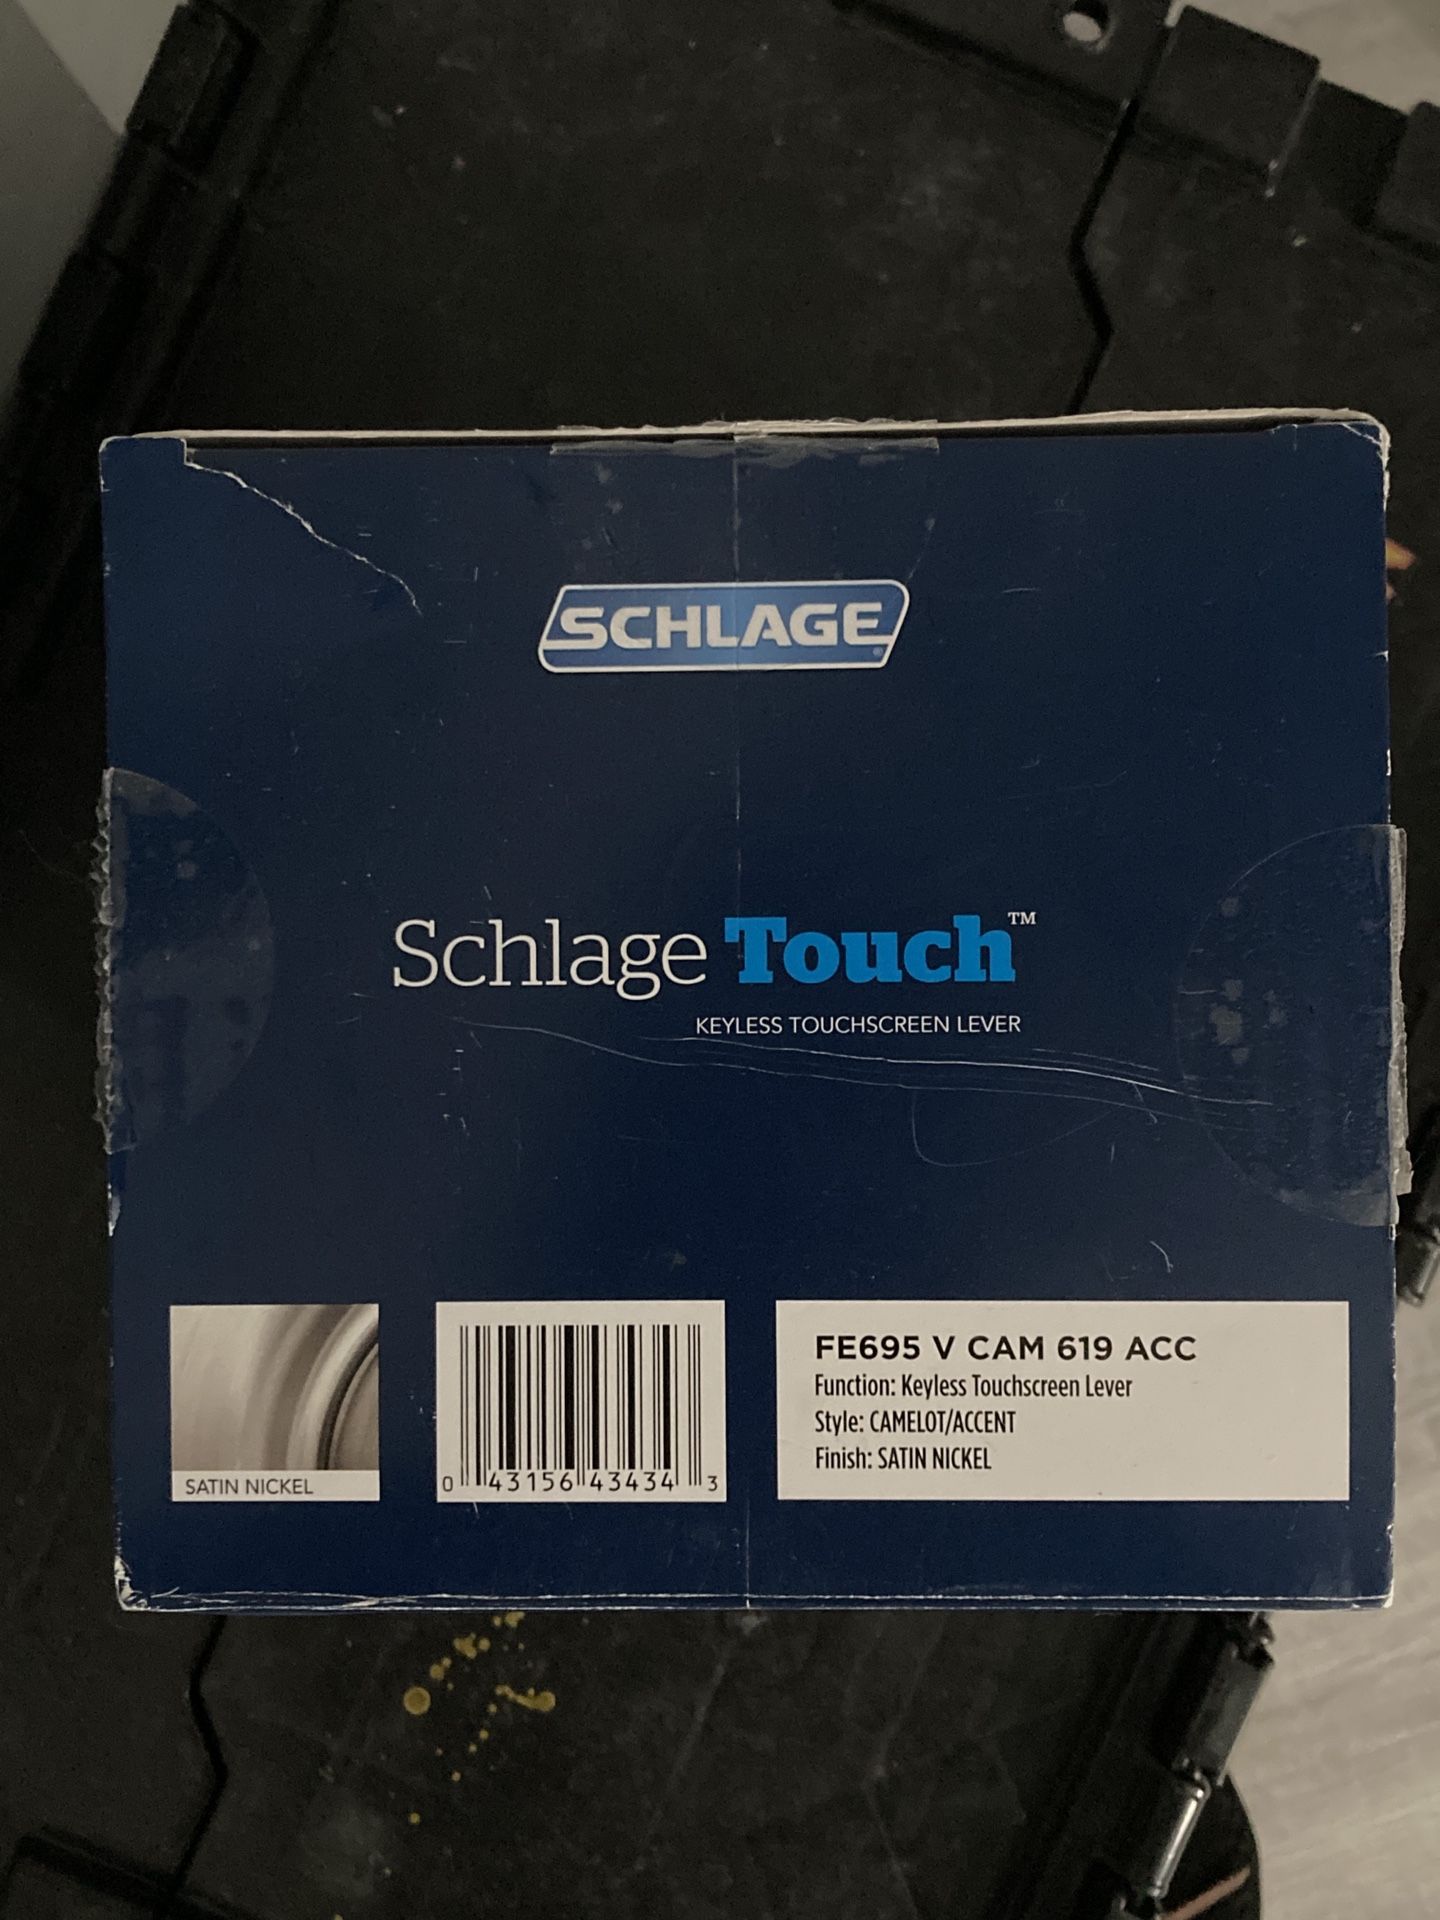 SCHLAGE
Schlage Touch™
KEYLESS TOUCHSCREEN LEVER
SATIN NICKEL
0 43156 43434 3
FE695 V CAM 619 ACC
Function: Keyless Touchscreen Lever
Style: CAMELOT/ACCENT
Finish: SATIN NICKEL